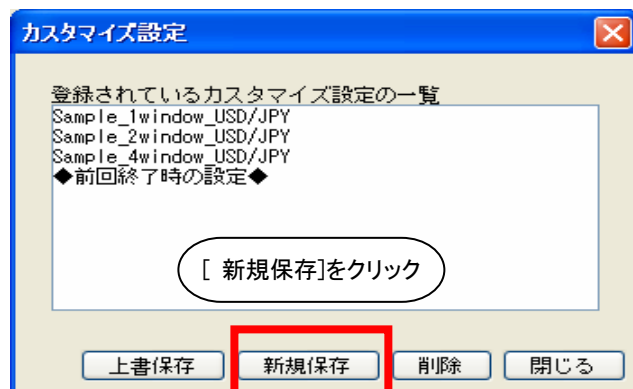 カスタマイズ設定
登録されているカスタマイズ設定の一覧
Sample_1window_USD/JPY
Sample_2window_USD/JPY
Sample_4window_USD/JPY
◆前回終了時の設定◆
[ 新規保存]をクリック
上書保存 新規保存 削除 閉じる